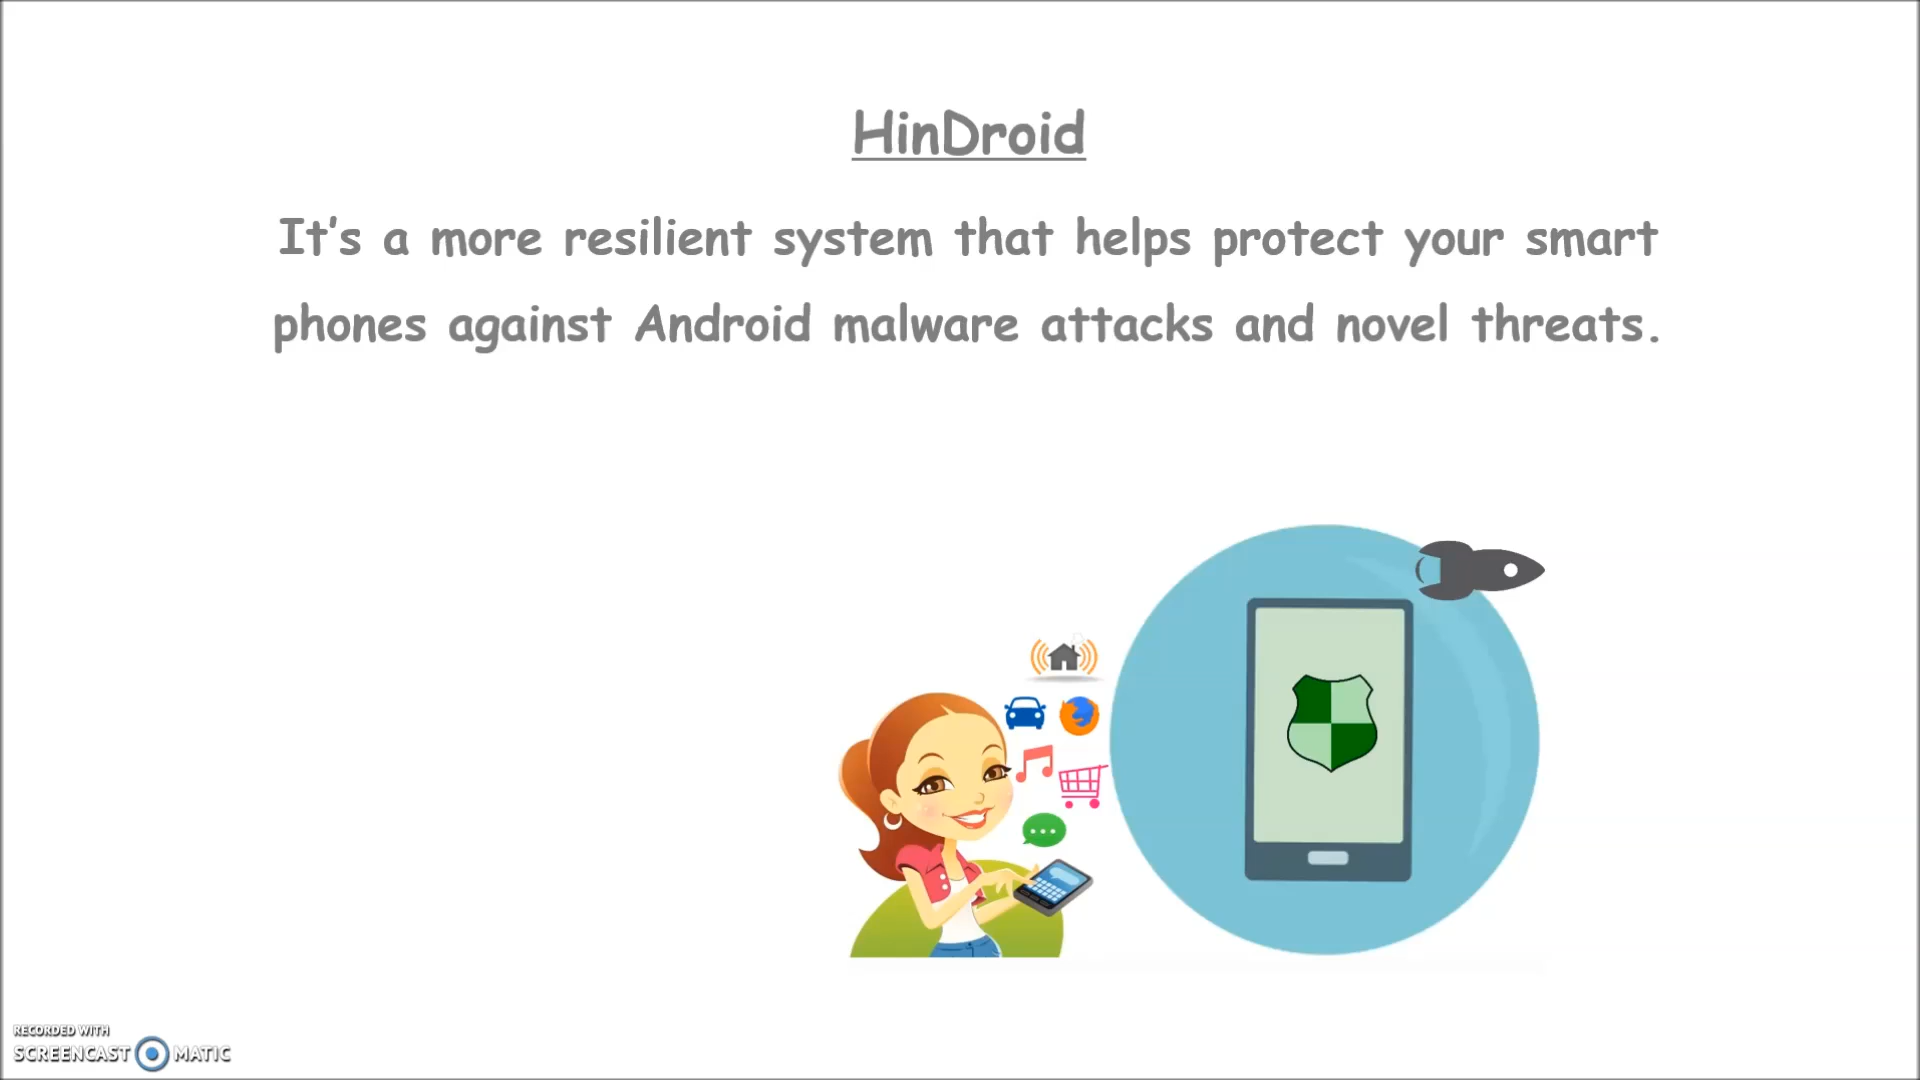 HinDroid
It's a more resilient system that helps protect your smart
phones against Android malware attacks and novel threats.
RECORDED WITH
SCREENCAST MATIC